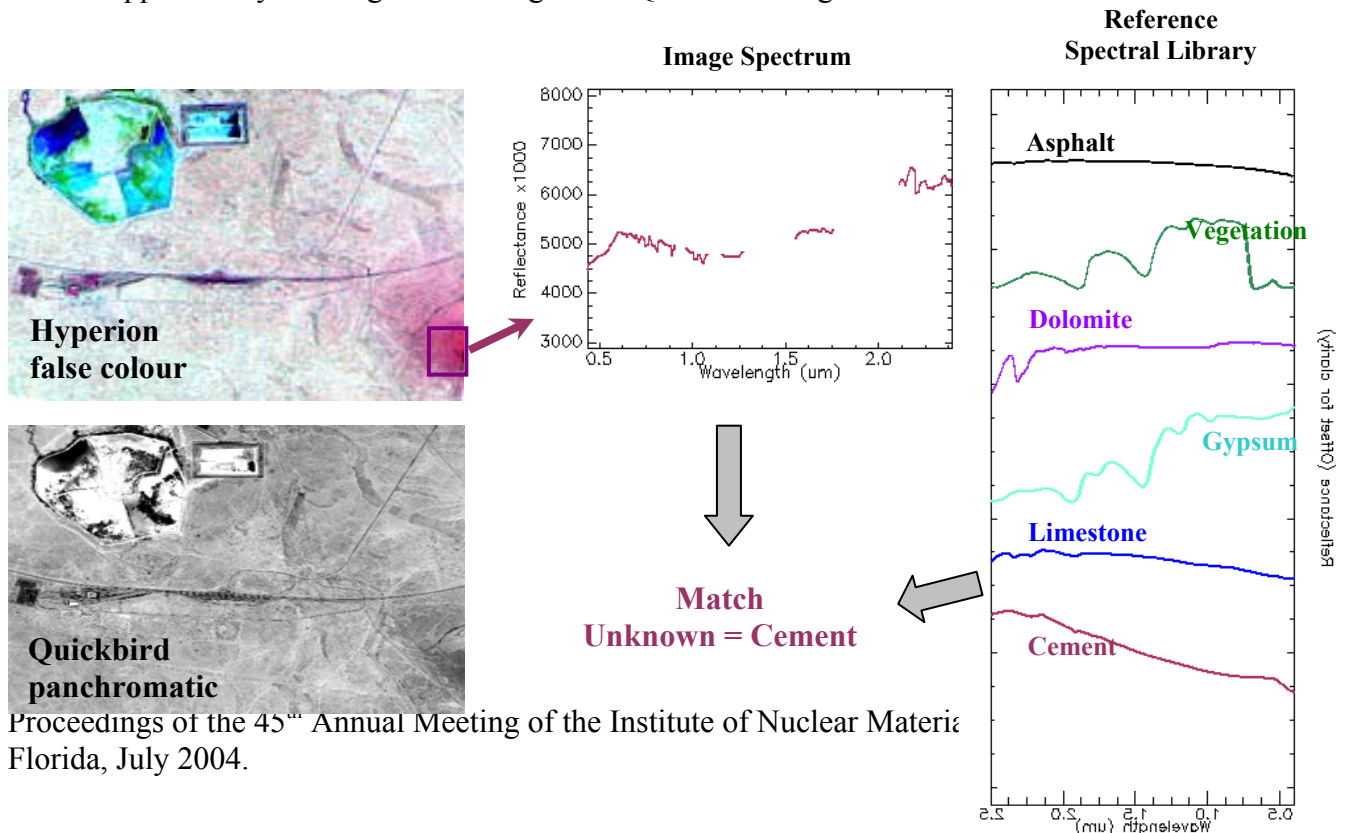 Reference
Spectral Library
Image Spectrum
8000
7000
6000
5000
4000
3000
Reflectance x1000
0.5
1.0
1.5
2.0
Wavelength (um)
Hyperion
false colour
Quickbird
panchromatic
Match
Unknown = Cement
Asphalt
Vegetation
Dolomite
Gypsum
Limestone
Cement
Reflectance (Offset for clarity)
2.5
2.0
1.5
1.0
0.5
Wavelength (um)
Proceedings of the 45th Annual Meeting of the Institute of Nuclear Materia
Florida, July 2004.